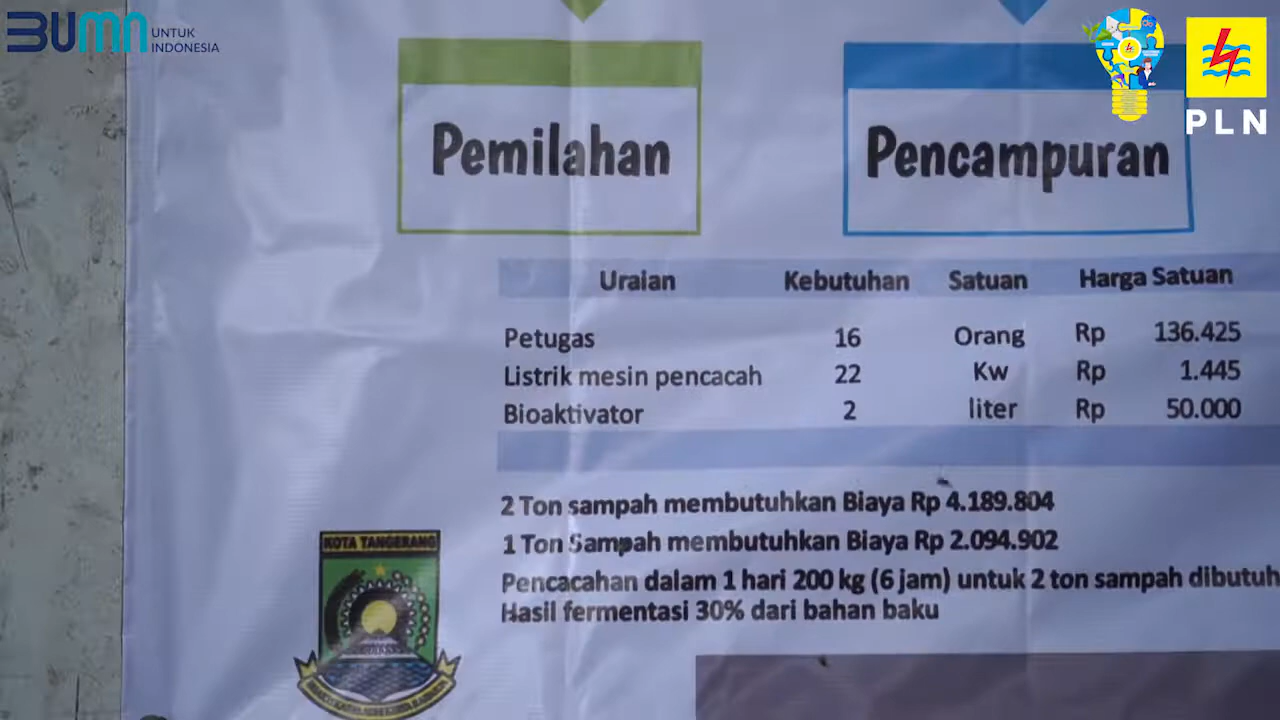 BUMN UNTUK
INDONESIA
PLN
Pemilahan
Pencampuran
Uraian Kebutuhan Satuan Harga Satuan
Petugas 16 Orang Rp 136.425
Listrik mesin pencacah 22 Kw Rp 1.445
Bioaktivator 2 liter Rp 50.000
2 Ton sampah membutuhkan Biaya Rp 4.189.804
1 Ton Sampah membutuhkan Biaya Rp 2.094.902
Pencacahan dalam 1 hari 200 kg (6 jam) untuk 2 ton sampah dibutuh
Hasil fermentasi 30% dari bahan baku
KOTA TANGERANG